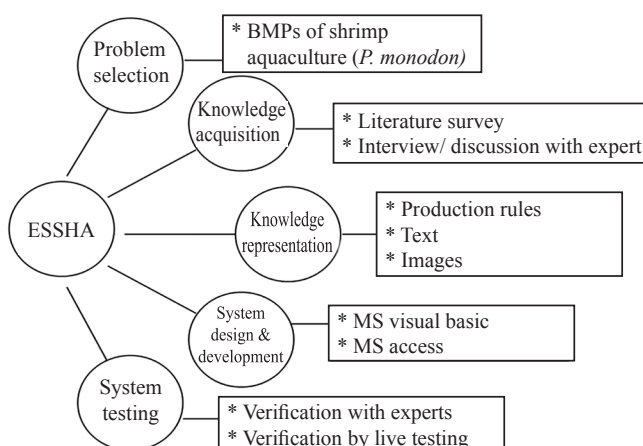 Problem
selection
* BMPs of shrimp
aquaculture (P. monodon)
Knowledge
acquisition
* Literature survey
* Interview/ discussion with expert
ESSHA
Knowledge
representation
* Production rules
* Text
* Images
System
design &
development
* MS visual basic
* MS access
System
testing
* Verification with experts
* Verification by live testing